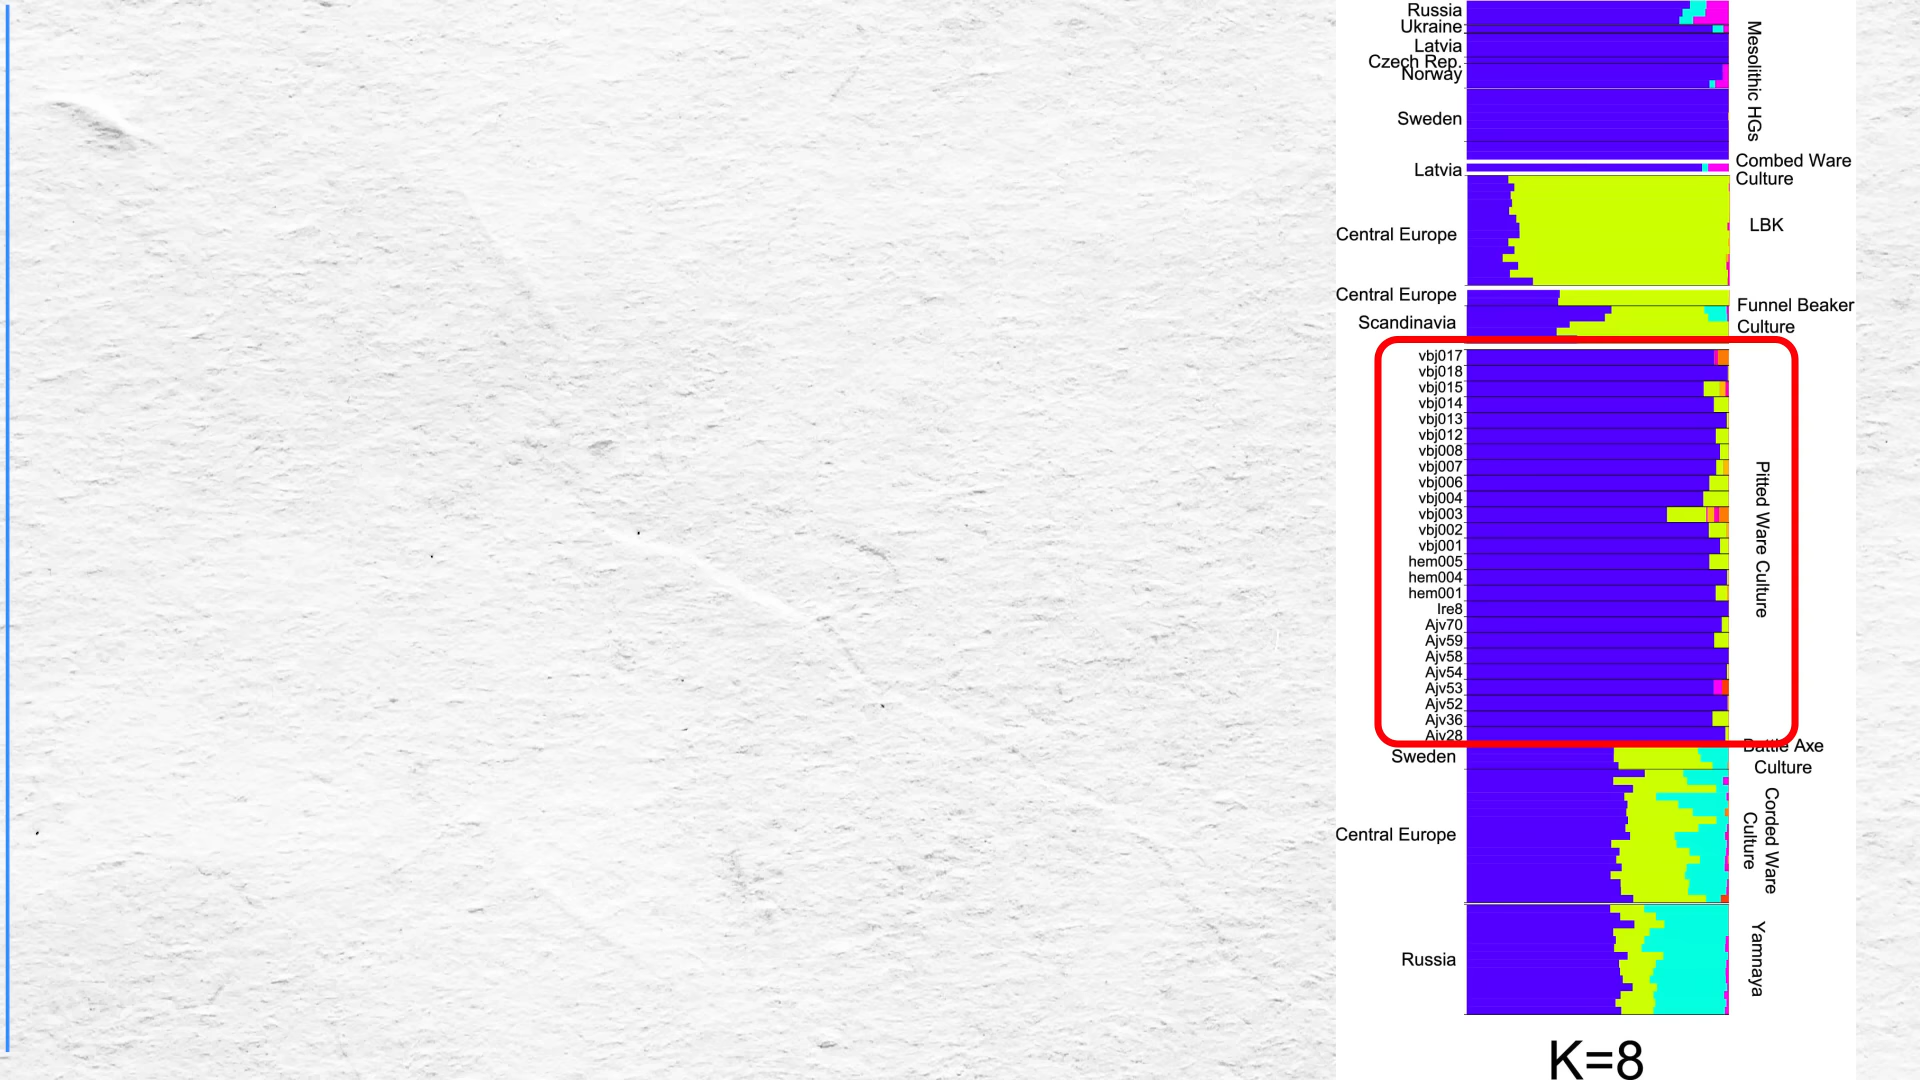 Russia
Ukraine
Latvia
Czech Rep.
Norway
Sweden
Mesolithic HGs
Latvia
Combed Ware
Culture
Central Europe
LBK
Central Europe
Scandinavia
Funnel Beaker
Culture
vbj017
vbj018
vbj015
vbj014
vbj013
vbj012
vbj008
vbj007
vbj006
vbj004
vbj003
vbj002
vbj001
hem005
hem004
hem001
Ire8
Ajv70
Ajv59
Ajv58
Ajv54
Ajv53
Ajv52
Ajv36
Ajv28
Pitted Ware Culture
Sweden
Battle Axe
Culture
Central Europe
Corded Ware
Culture
Russia
Yamnaya
K=8